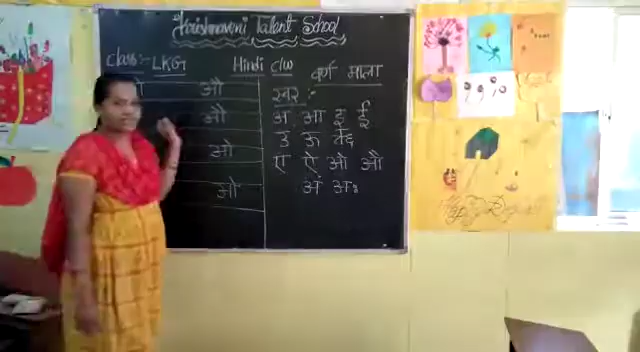 Krishnaveni Talent School
Class:- LKG Hindi C/W
वर्ण माला
औ स्वर :-
औ अ आ इ ई
उ ऊ ऋ
ओ ए ऐ ओ औ
ओ अं अः